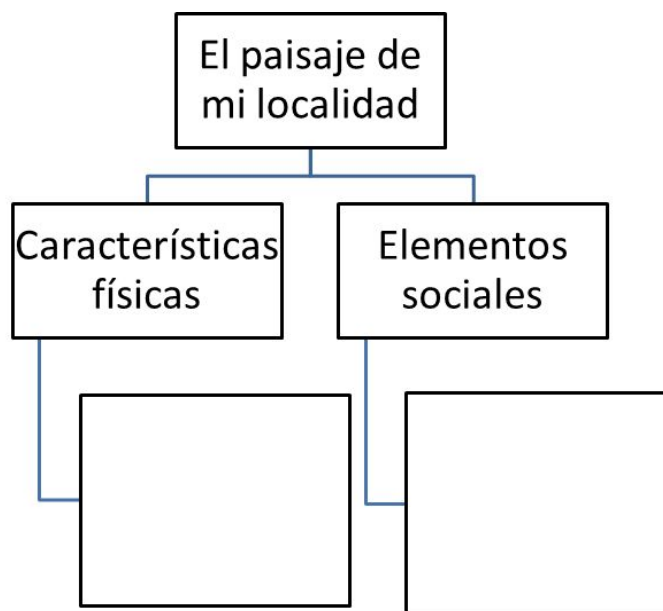 El paisaje de
mi localidad
Características
físicas
Elementos
sociales